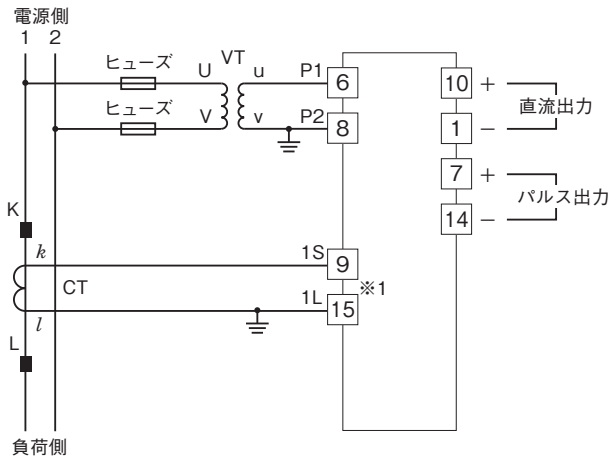 電源側
1 2
ヒューズ U VT u P1 6 10 +
直流出力
ヒューズ V v P2 8 1 −
7 +
パルス出力
14 −
K
k 1S 9
CT ※1
l 1L 15
L
負荷側